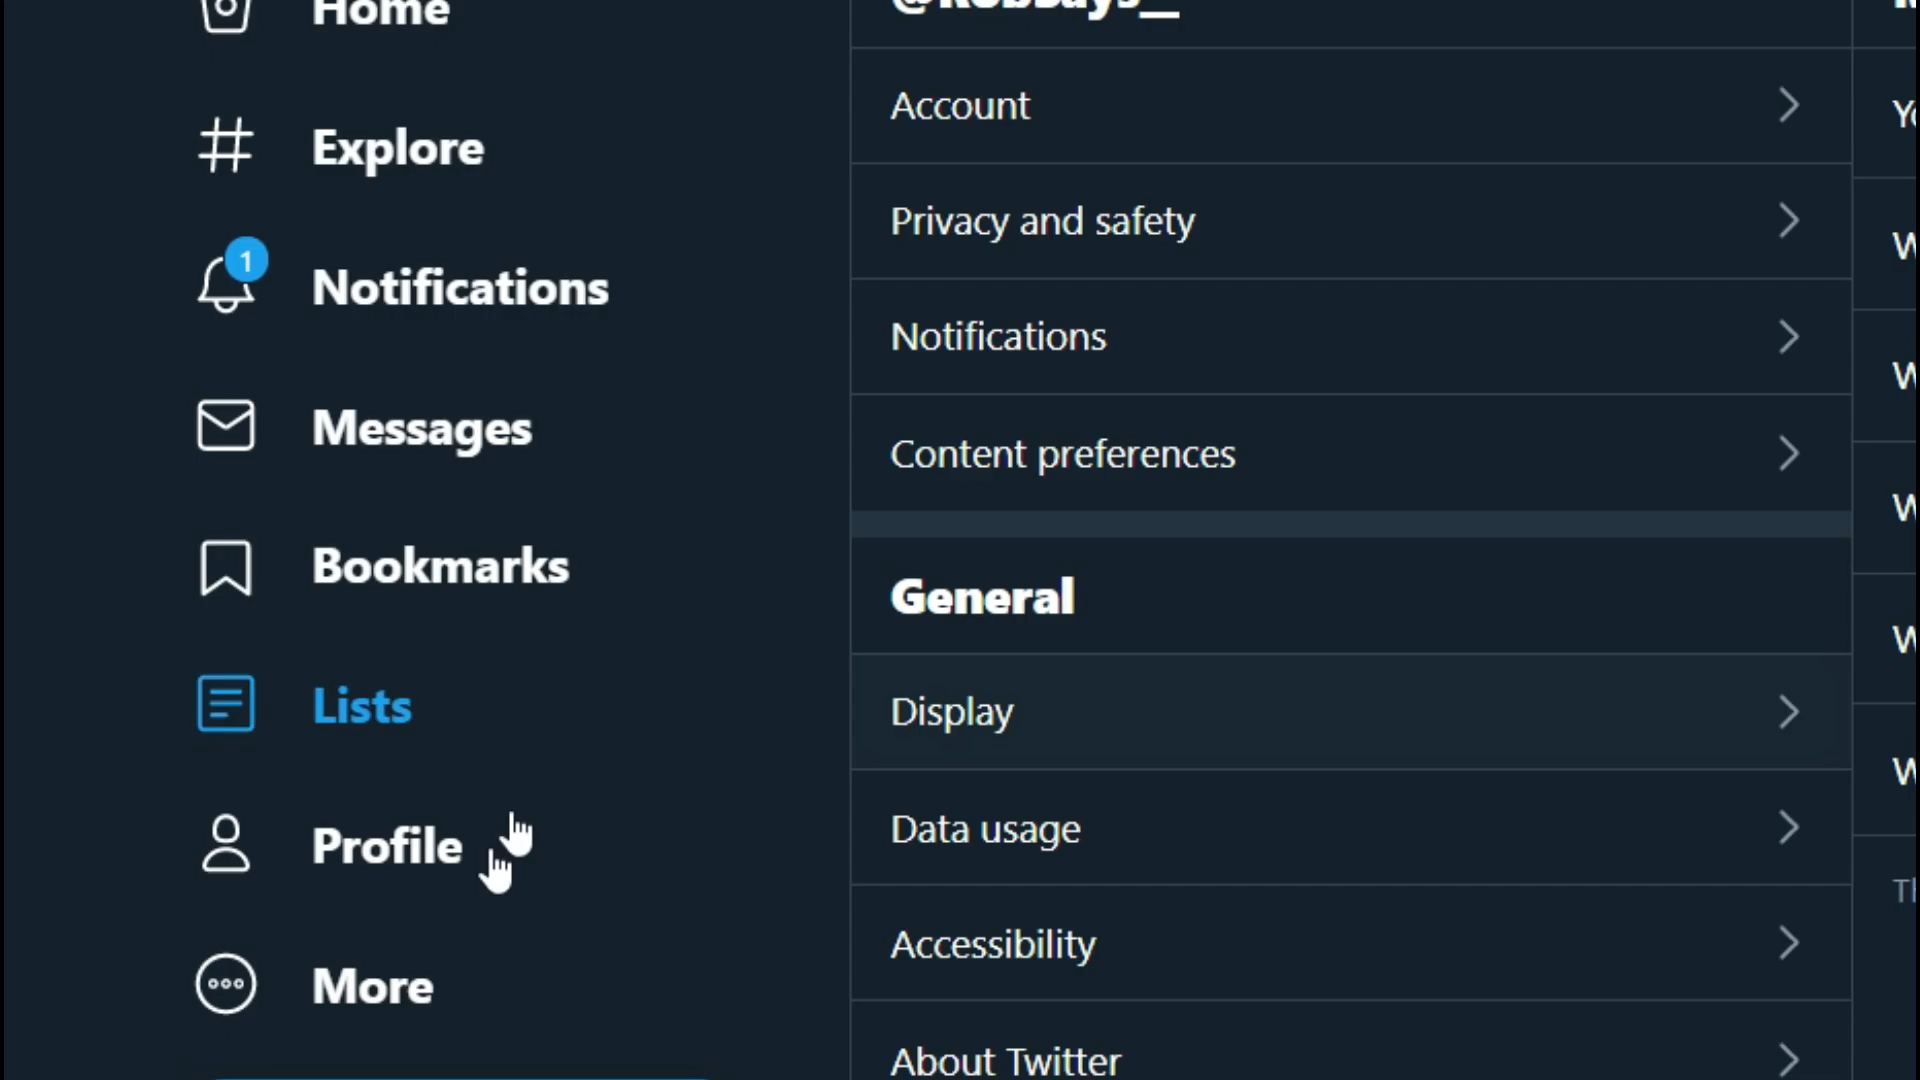 Home
Explore
1
Notifications
Messages
Bookmarks
Lists
Profile
More
Account
Privacy and safety
Notifications
Content preferences
General
Display
Data usage
Accessibility
About Twitter